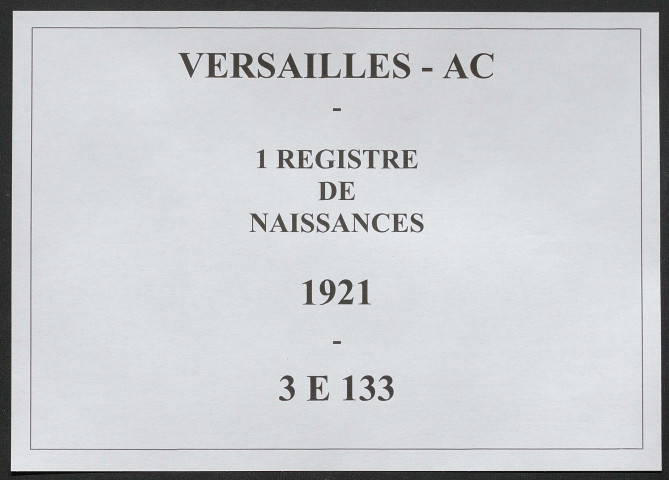 VERSAILLES - AC
-
1 REGISTRE
DE
NAISSANCES
1921
-
3 E 133